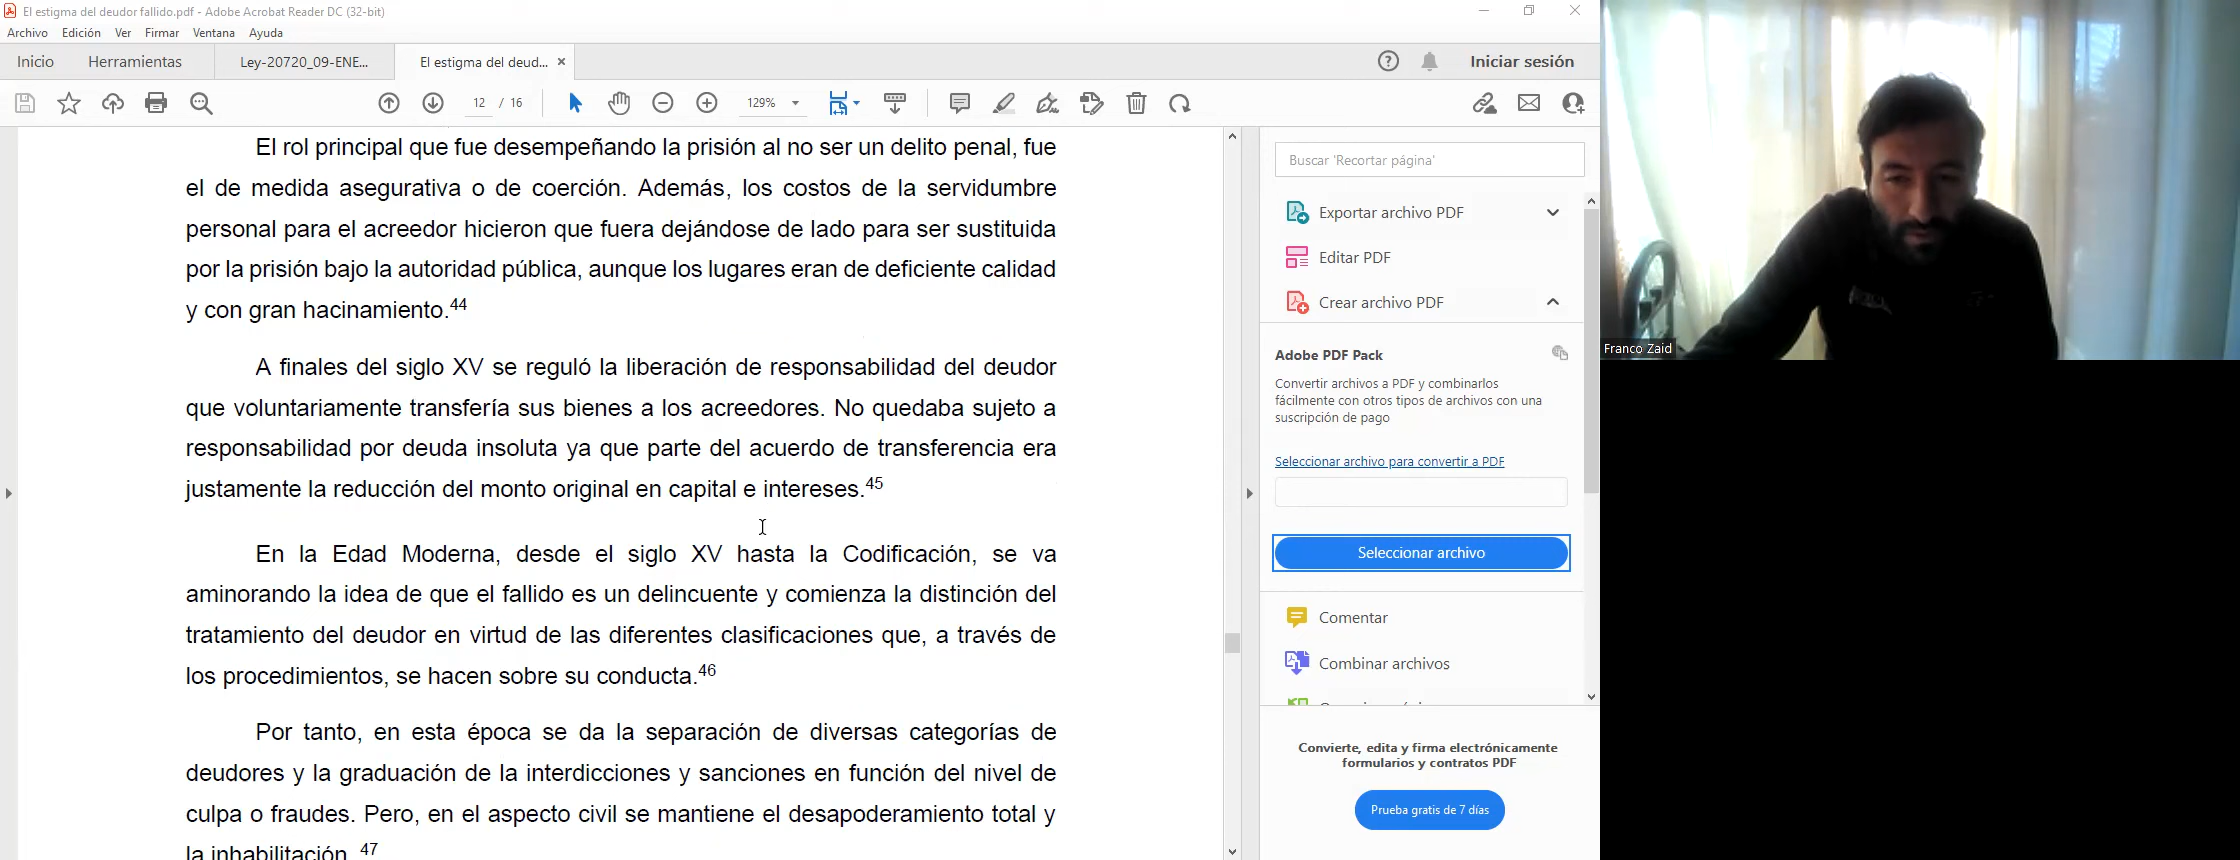 El estigma del deudor fallido.pdf - Adobe Acrobat Reader DC (32-bit)
Archivo Edición Ver Firmar Ventana Ayuda
Inicio Herramientas Ley-20720_09-ENE... El estigma del deud... Iniciar sesión
12 / 16 129%
El rol principal que fue desempeñando la prisión al no ser un delito penal, fue
el de medida asegurativa o de coerción. Además, los costos de la servidumbre
personal para el acreedor hicieron que fuera dejándose de lado para ser sustituida
por la prisión bajo la autoridad pública, aunque los lugares eran de deficiente calidad
y con gran hacinamiento.44
A finales del siglo XV se reguló la liberación de responsabilidad del deudor
que voluntariamente transfería sus bienes a los acreedores. No quedaba sujeto a
responsabilidad por deuda insoluta ya que parte del acuerdo de transferencia era
justamente la reducción del monto original en capital e intereses.45
En la Edad Moderna, desde el siglo XV hasta la Codificación, se va
aminorando la idea de que el fallido es un delincuente y comienza la distinción del
tratamiento del deudor en virtud de las diferentes clasificaciones que, a través de
los procedimientos, se hacen sobre su conducta.46
Por tanto, en esta época se da la separación de diversas categorías de
deudores y la graduación de la interdicciones y sanciones en función del nivel de
culpa o fraudes. Pero, en el aspecto civil se mantiene el desapoderamiento total y
la inhabilitación. 47
Buscar 'Recortar página'
Exportar archivo PDF
Editar PDF
Crear archivo PDF
Adobe PDF Pack
Convertir archivos a PDF y combinarlos
fácilmente con otros tipos de archivos con una
suscripción de pago
Seleccionar archivo para convertir a PDF
Seleccionar archivo
Comentar
Combinar archivos
Convierte, edita y firma electrónicamente
formularios y contratos PDF
Prueba gratis de 7 días
Franco Zaid